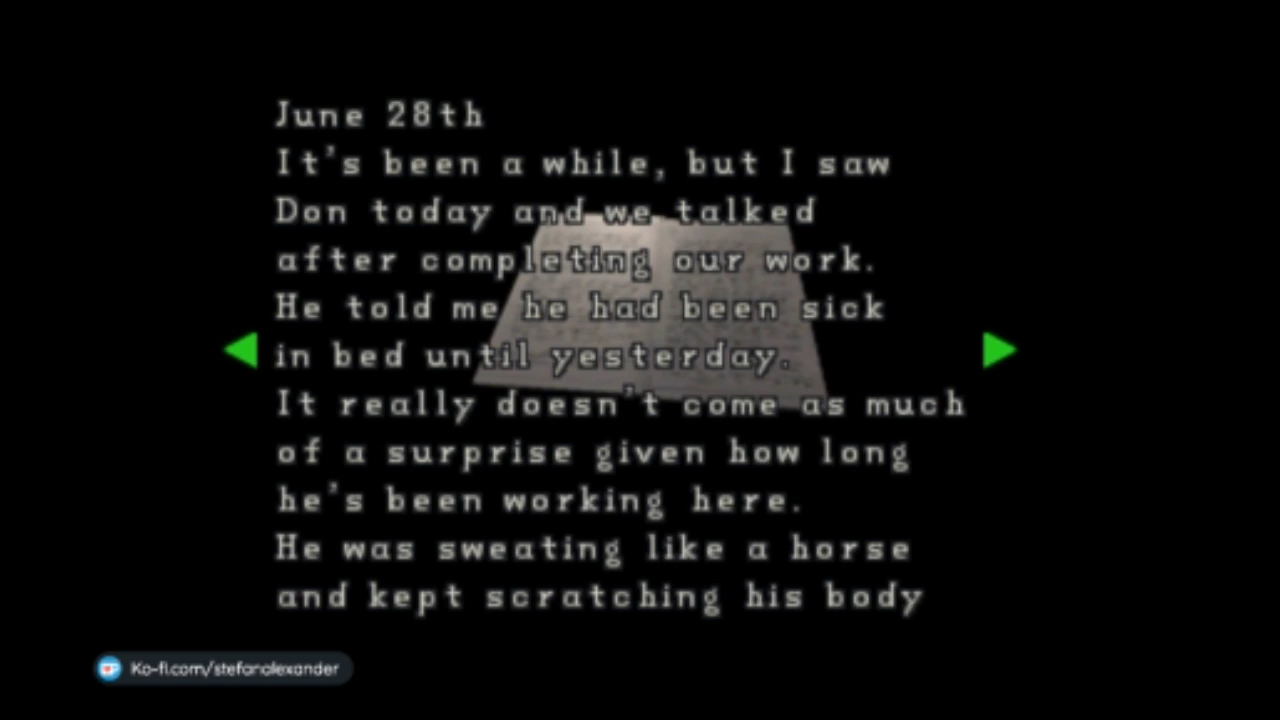 June 28th
It's been a while, but I saw
Don today and we talked
after completing our work.
He told me he had been sick
in bed until yesterday.
It really doesn't come as much
of a surprise given how long
he's been working here.
He was sweating like a horse
and kept scratching his body
Ko-fi.com/stefanalexander